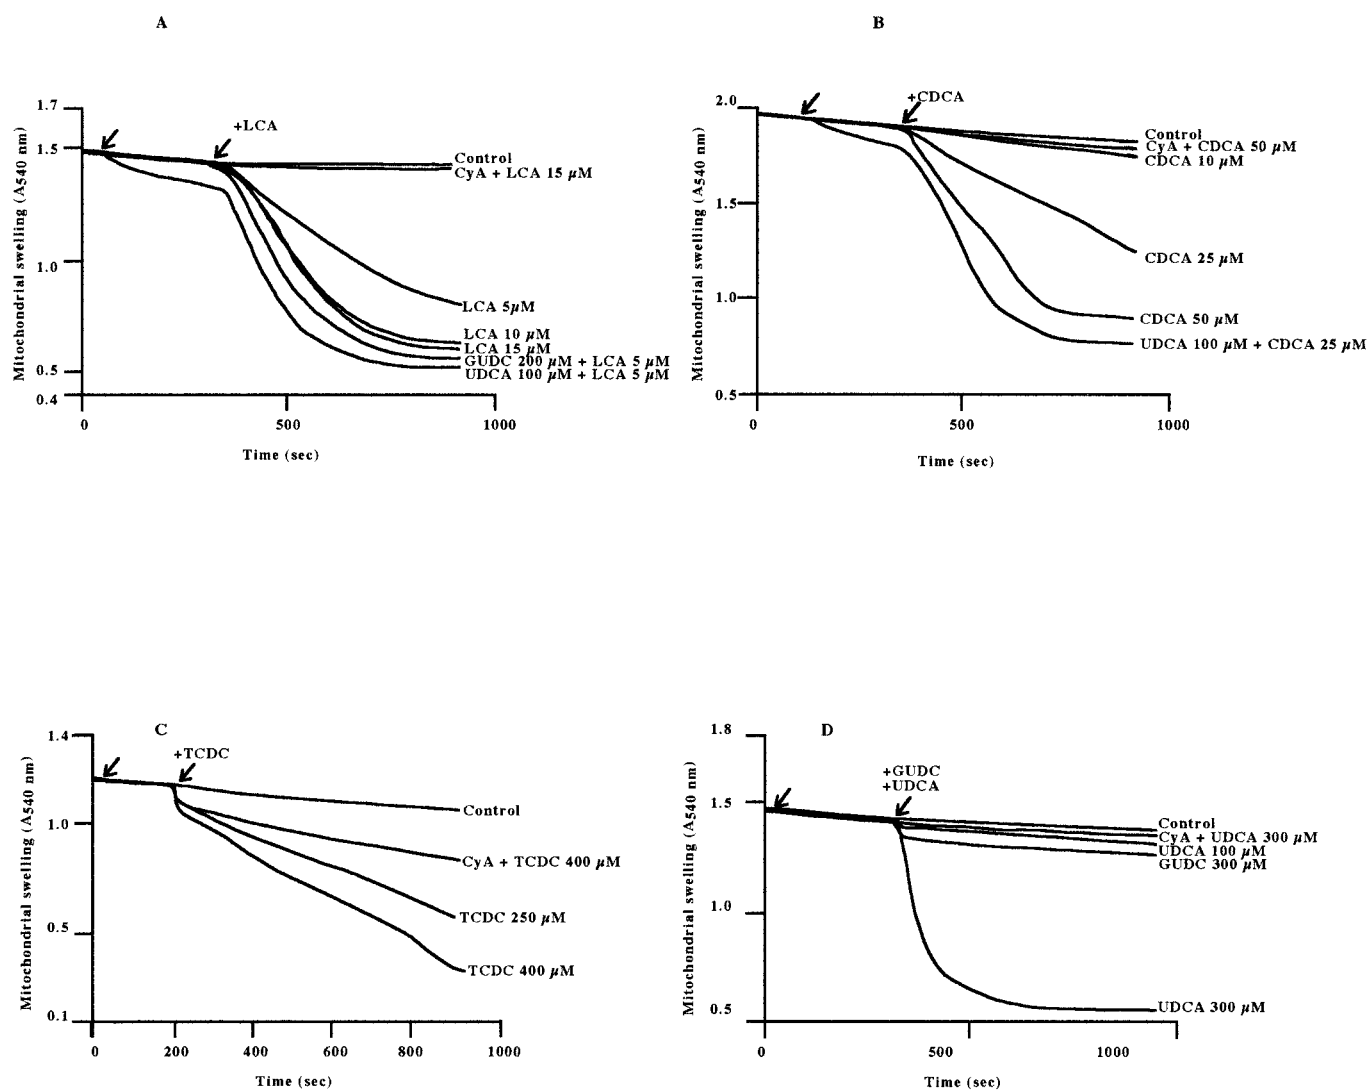 A
Mitochondrial swelling (A540 nm)
1.7
1.5
1.0
0.5
0.4
+LCA
Control
CyA + LCA 15 µM
LCA 5µM
LCA 10 µM
LCA 15 µM
GUDC 200 µM + LCA 5 µM
UDCA 100 µM + LCA 5 µM
0
500
1000
Time (sec)
B
Mitochondrial swelling (A540 nm)
2.0
1.5
1.0
0.5
+CDCA
Control
CyA + CDCA 50 µM
CDCA 10 µM
CDCA 25 µM
CDCA 50 µM
UDCA 100 µM + CDCA 25 µM
0
500
1000
Time (sec)
C
Mitochondrial swelling (A540 nm)
1.4
1.0
0.5
0.1
+TCDC
Control
CyA + TCDC 400 µM
TCDC 250 µM
TCDC 400 µM
0
200
400
600
800
1000
Time (sec)
D
Mitochondrial swelling (A540 nm)
1.8
1.5
1.0
0.5
+GUDC
+UDCA
Control
CyA + UDCA 300 µM
UDCA 100 µM
GUDC 300 µM
UDCA 300 µM
0
500
1000
Time (sec)